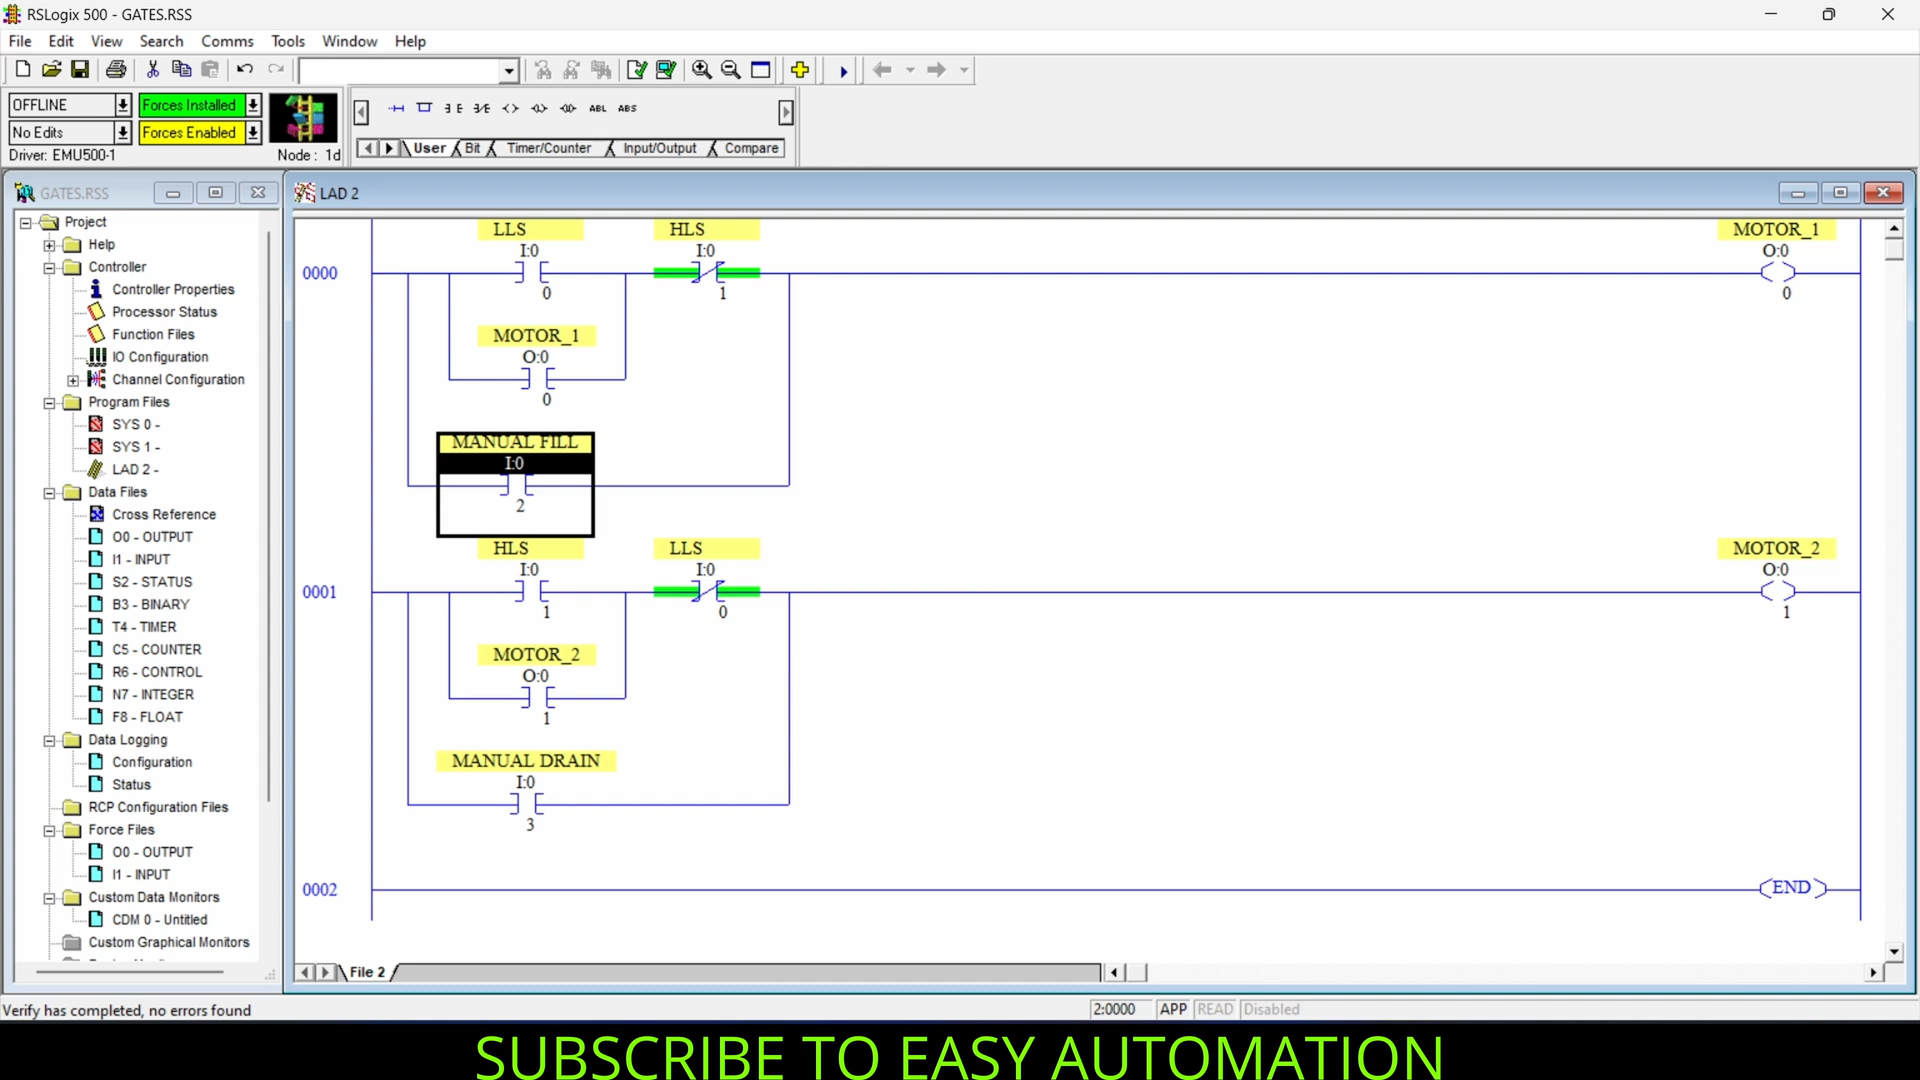 RSLogix 500 - GATES.RSS
File Edit View Search Comms Tools Window Help
OFFLINE Forces Installed
No Edits Forces Enabled
Driver: EMU500-1 Node : 1d
ABL ABS
User Bit Timer/Counter Input/Output Compare
GATES.RSS
Project
Help
Controller
Controller Properties
Processor Status
Function Files
IO Configuration
Channel Configuration
Program Files
SYS 0 -
SYS 1 -
LAD 2 -
Data Files
Cross Reference
O0 - OUTPUT
I1 - INPUT
S2 - STATUS
B3 - BINARY
T4 - TIMER
C5 - COUNTER
R6 - CONTROL
N7 - INTEGER
F8 - FLOAT
Data Logging
Configuration
Status
RCP Configuration Files
Force Files
O0 - OUTPUT
I1 - INPUT
Custom Data Monitors
CDM 0 - Untitled
Custom Graphical Monitors
LAD 2
LLS HLS MOTOR_1
I:0 I:0 O:0
0000
0 1 0
MOTOR_1
O:0
0
MANUAL FILL
I:0
2
HLS LLS MOTOR_2
I:0 I:0 O:0
0001
1 0 1
MOTOR_2
O:0
1
MANUAL DRAIN
I:0
3
0002 END
File 2
Verify has completed, no errors found 2:0000 APP READ Disabled
SUBSCRIBE TO EASY AUTOMATION